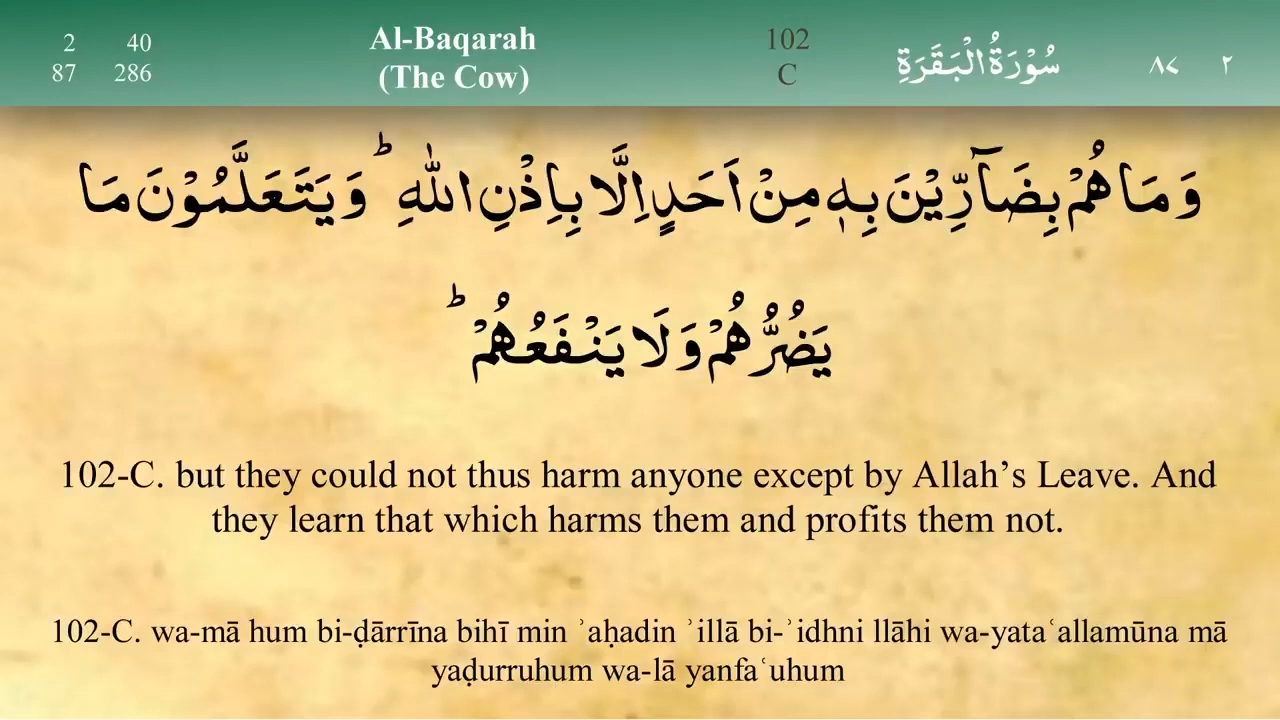 2 40
87 286
Al-Baqarah
(The Cow)
102
C
سُوْرَةُ الْبَقَرَةِ
٨٧ ٢
وَمَا هُمْ بِضَآرِّيْنَ بِهٖ مِنْ اَحَدٍ اِلَّا بِاِذْنِ اللّٰهِ ؕ وَيَتَعَلَّمُوْنَ مَا
يَضُرُّهُمْ وَلَا يَنْفَعُهُمْ ؕ
102-C. but they could not thus harm anyone except by Allah’s Leave. And
they learn that which harms them and profits them not.
102-C. wa-mā hum bi-ḍārrīna bihī min ʾaḥadin ʾillā bi-ʾidhni llāhi wa-yataʿallamūna mā
yaḍurruhum wa-lā yanfaʿuhum